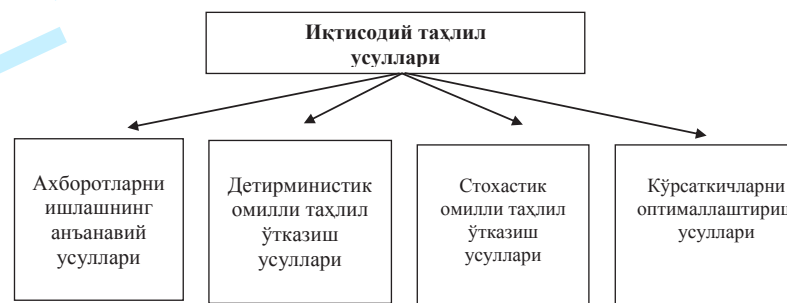 Иқтисодий таҳлил
усуллари
Ахборотларни
ишлашнинг
анъанавий
усуллари
Детирминистик
омилли таҳлил
ўтказиш
усуллари
Стохастик
омилли таҳлил
ўтказиш
усуллари
Кўрсаткичларни
оптималлаштириш
усуллари